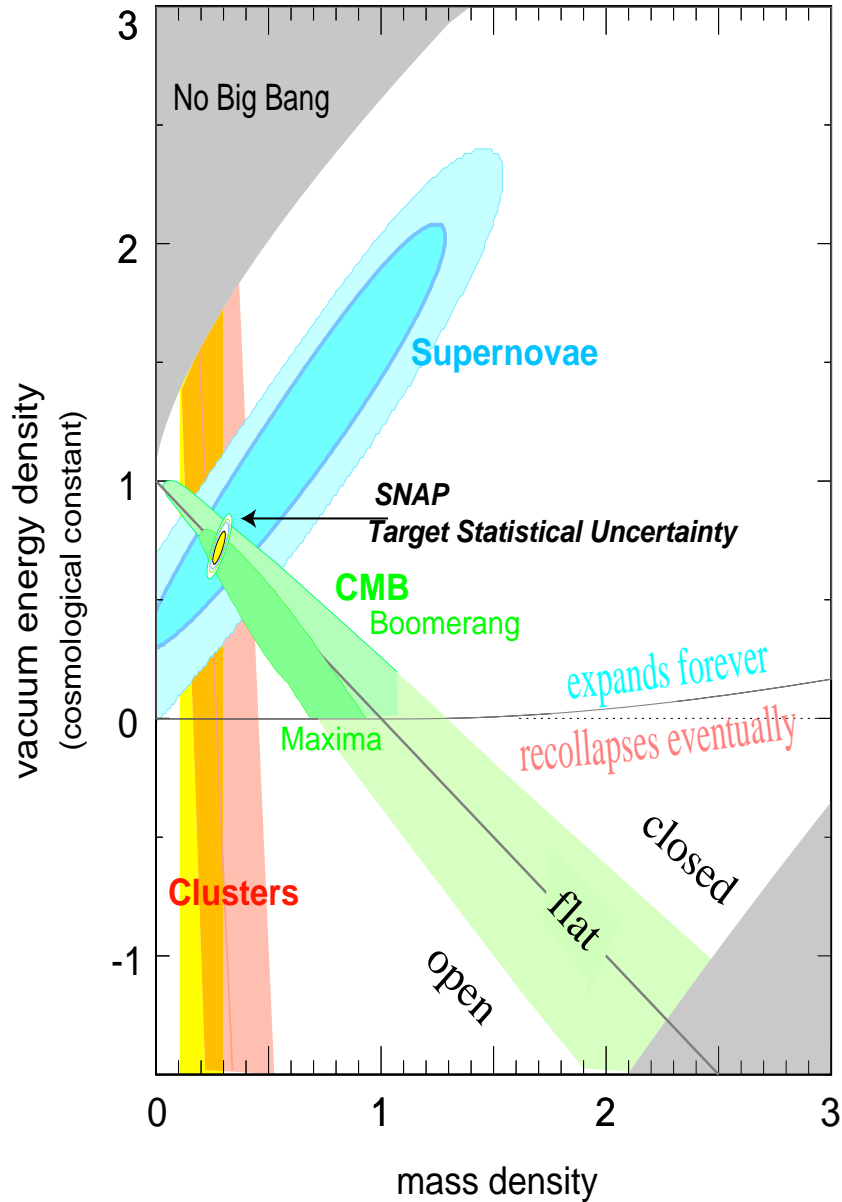 3
No Big Bang
2
Supernovae
vacuum energy density
(cosmological constant)
1
SNAP
Target Statistical Uncertainty
CMB
Boomerang
expands forever
0
Maxima
recollapses eventually
closed
Clusters
flat
open
-1
0
1
2
3
mass density